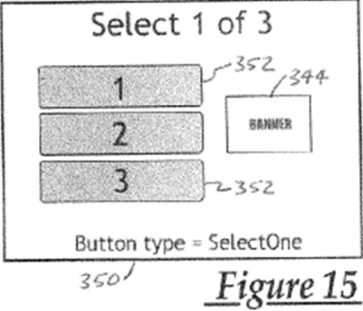 Select 1 of 3
352
344
1
BANNER
2
3
352
Button type = SelectOne
350
Figure 15